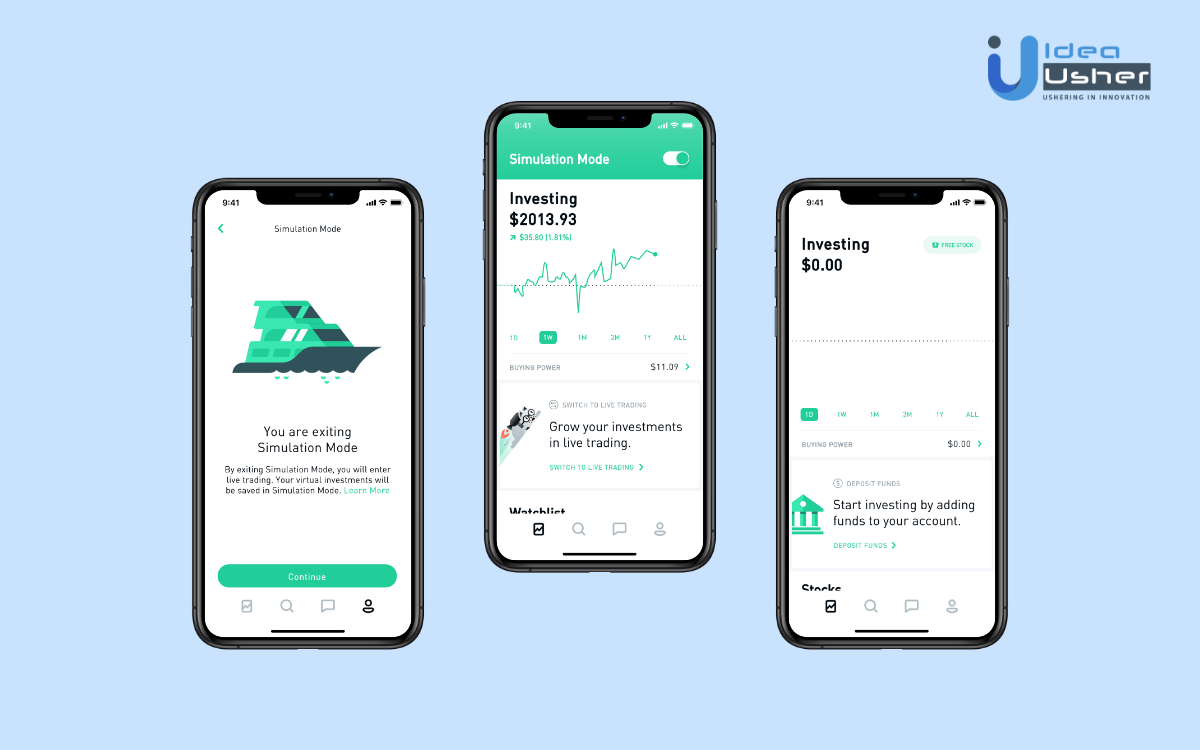 Idea
Usher
USHERING IN INNOVATION
9:41
Simulation Mode
You are exiting
Simulation Mode
By exiting Simulation Mode, you will enter
live trading. Your virtual investments will
be saved in Simulation Mode. Learn More
Continue
9:41
Simulation Mode
Investing
$2013.93
$35.80 (1.81%)
1D 1W 1M 3M 1Y ALL
BUYING POWER $11.09
SWITCH TO LIVE TRADING
Grow your investments
in live trading.
SWITCH TO LIVE TRADING
Watchlist
9:41
Investing
FREE STOCK
$0.00
1D 1W 1M 3M 1Y ALL
BUYING POWER $0.00
DEPOSIT FUNDS
Start investing by adding
funds to your account.
DEPOSIT FUNDS
Stocks